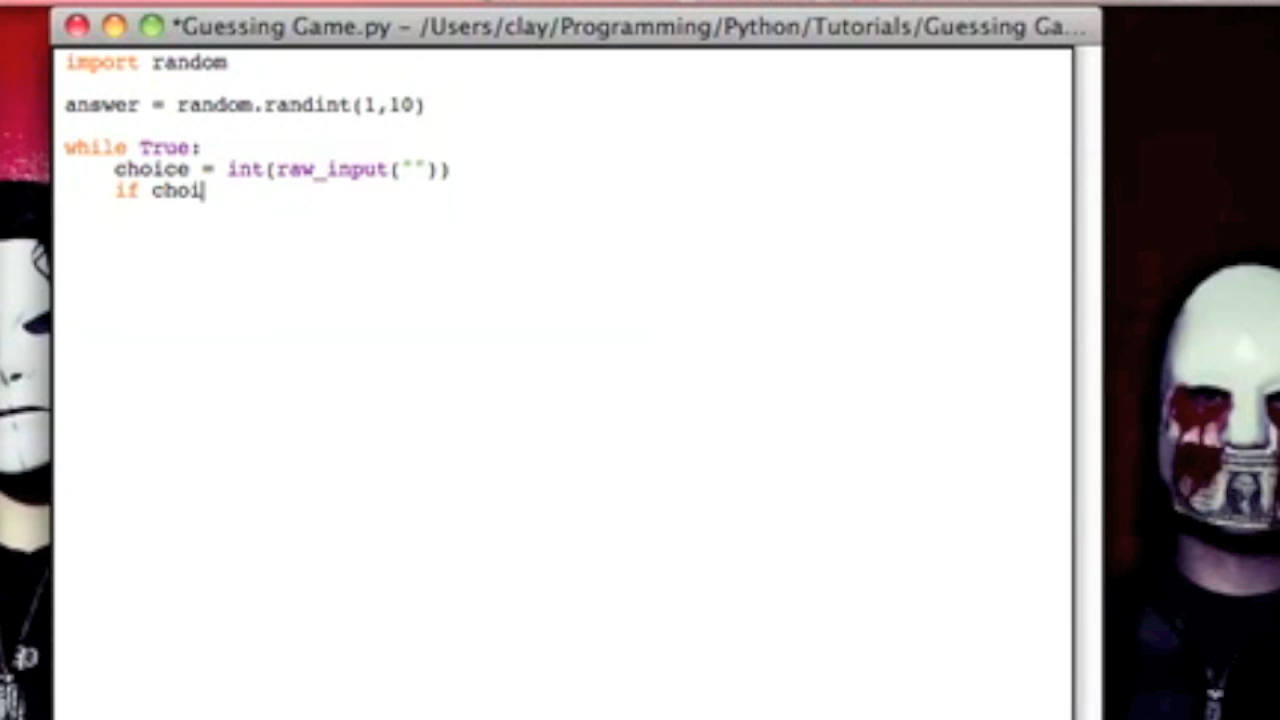 *Guessing Game.py – /Users/clay/Programming/Python/Tutorials/Guessing Ga...
import random
answer = random.randint(1,10)
while True:
choice = int(raw_input(""))
if choi